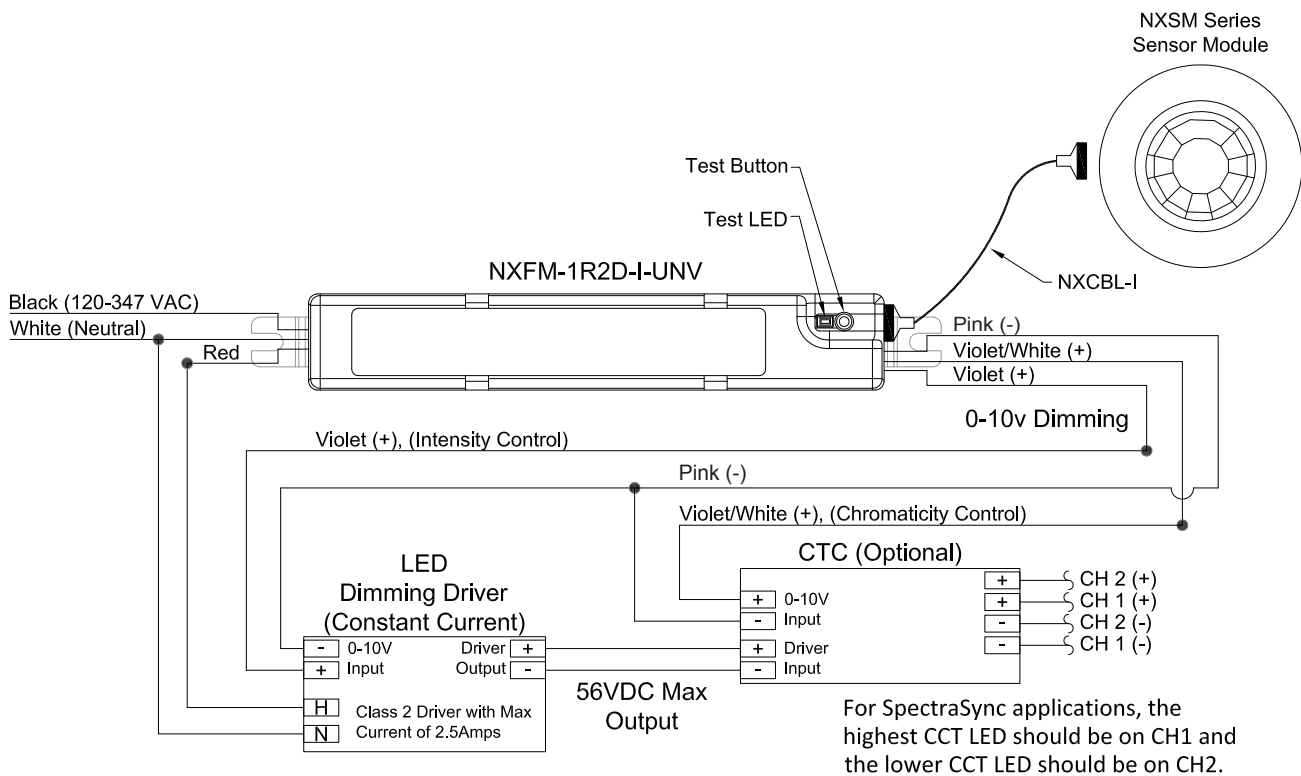 NXSM Series
Sensor Module
Test Button
Test LED
NXFM-1R2D-I-UNV
NXCBL-I
Black (120-347 VAC)
White (Neutral)
Red
Pink (-)
Violet/White (+)
Violet (+)
0-10v Dimming
Violet (+), (Intensity Control)
Pink (-)
Violet/White (+), (Chromaticity Control)
LED
Dimming Driver
(Constant Current)
- 0-10V Driver +
+ Input Output -
H Class 2 Driver with Max
N Current of 2.5Amps
56VDC Max
Output
CTC (Optional)
+ 0-10V
- Input
+ Driver
- Input
+ CH 2 (+)
+ CH 1 (+)
- CH 2 (-)
- CH 1 (-)
For SpectraSync applications, the
highest CCT LED should be on CH1 and
the lower CCT LED should be on CH2.